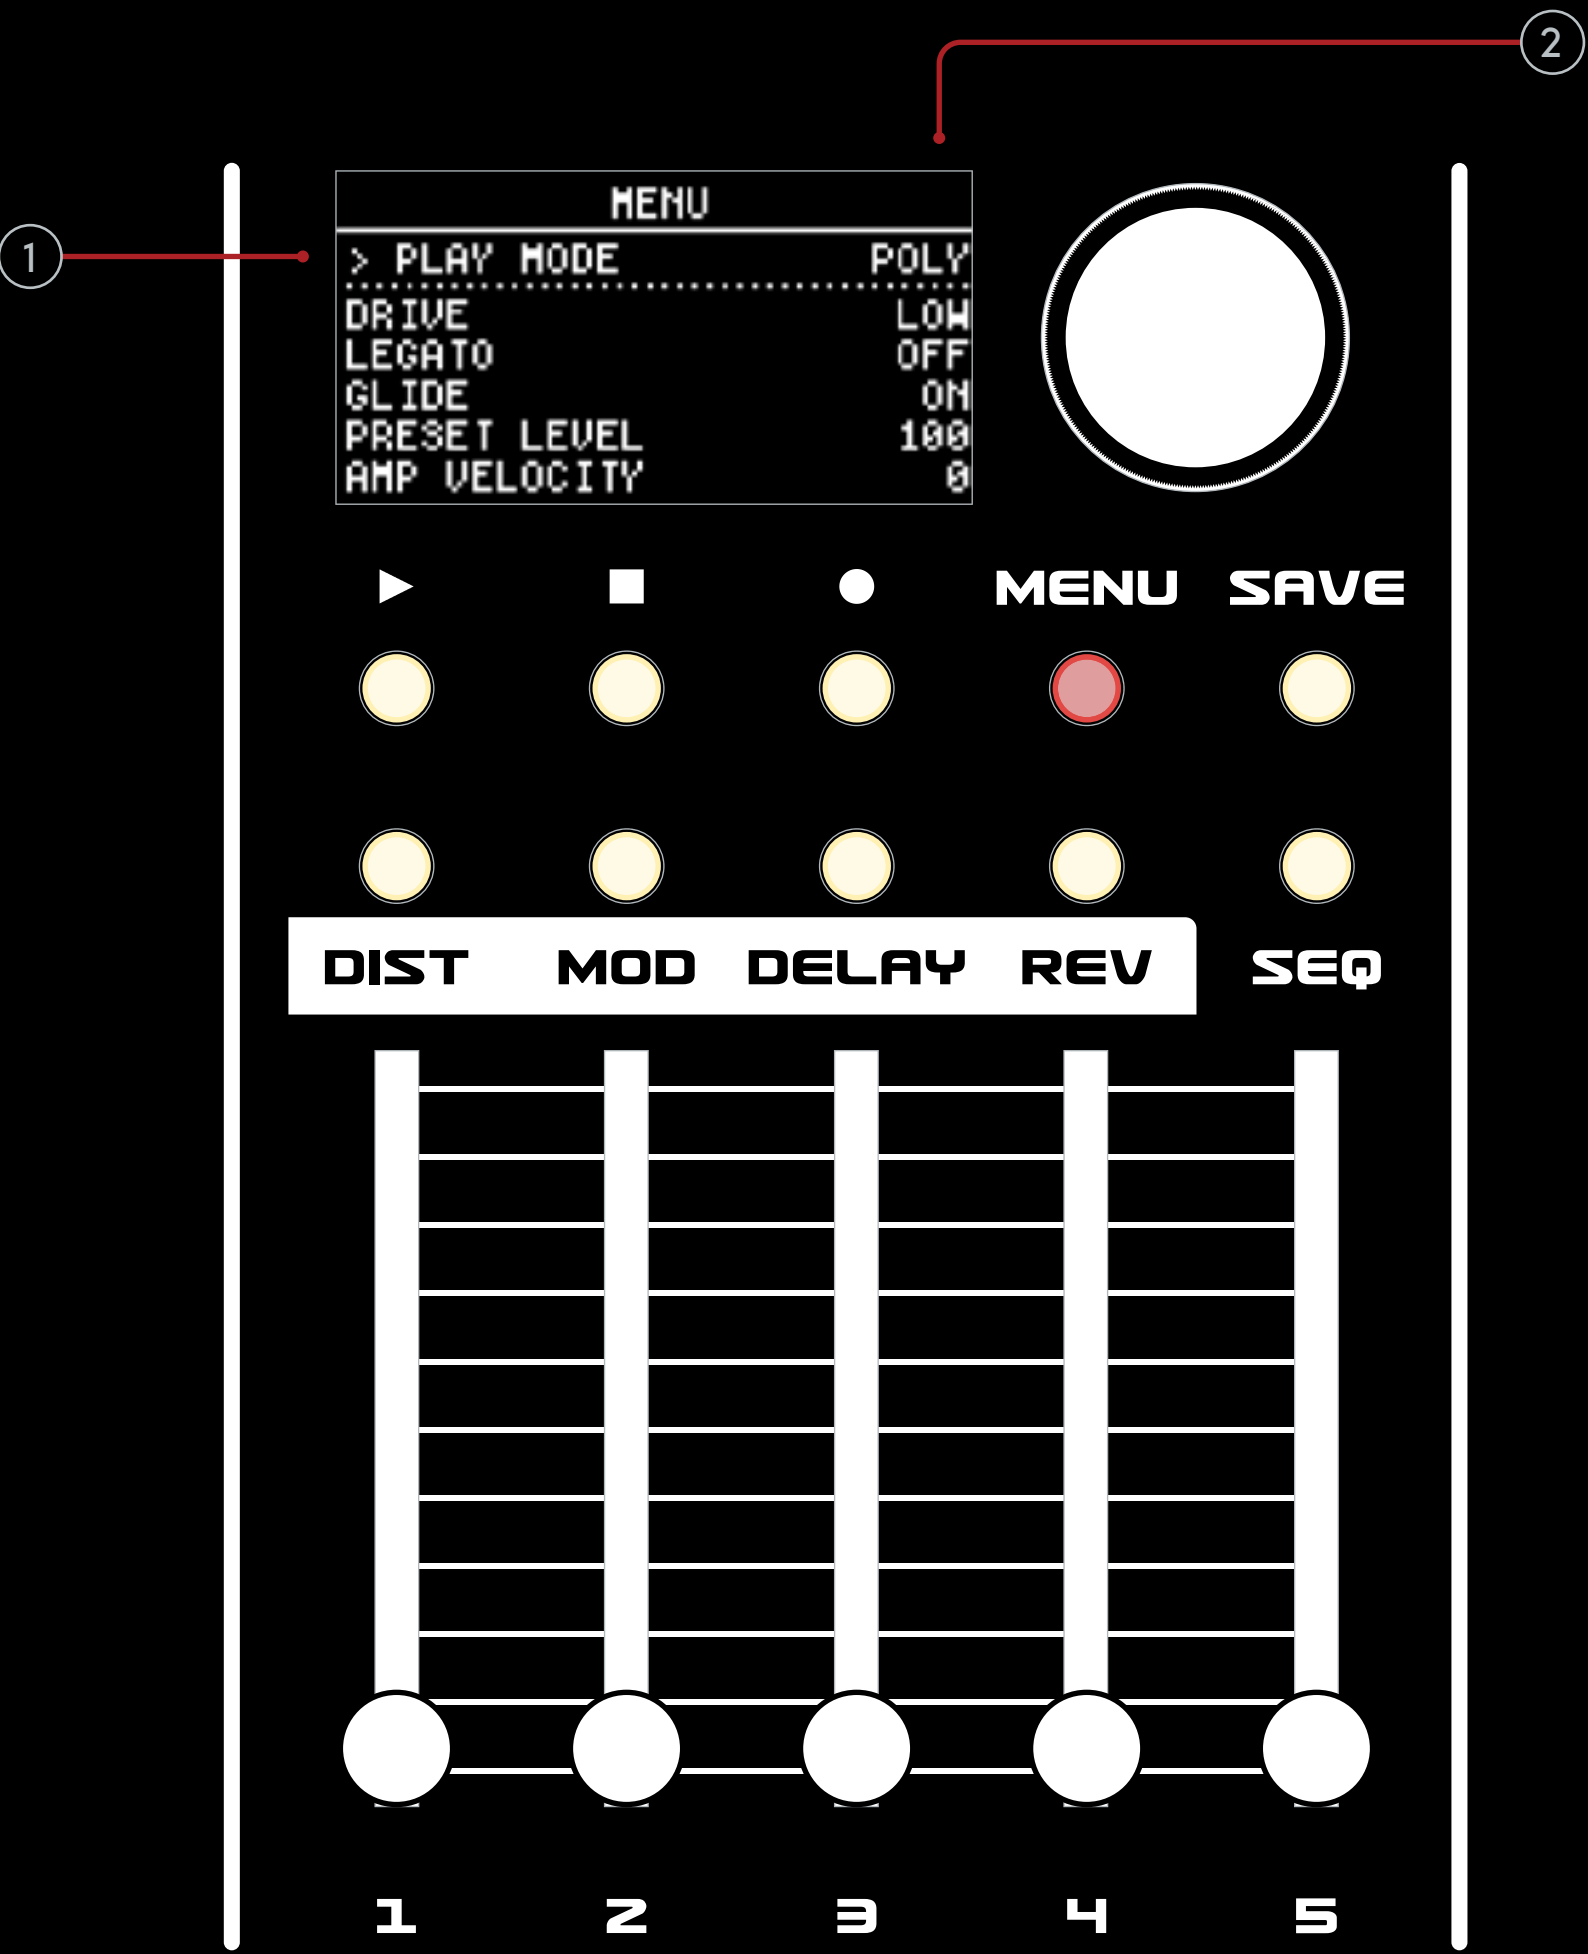 2
MENU
1
> PLAY MODE POLY
DRIVE LOW
LEGATO OFF
GLIDE ON
PRESET LEVEL 100
AMP VELOCITY 0
MENU SAVE
DIST MOD DELAY REV SEQ
1 2 3 4 5